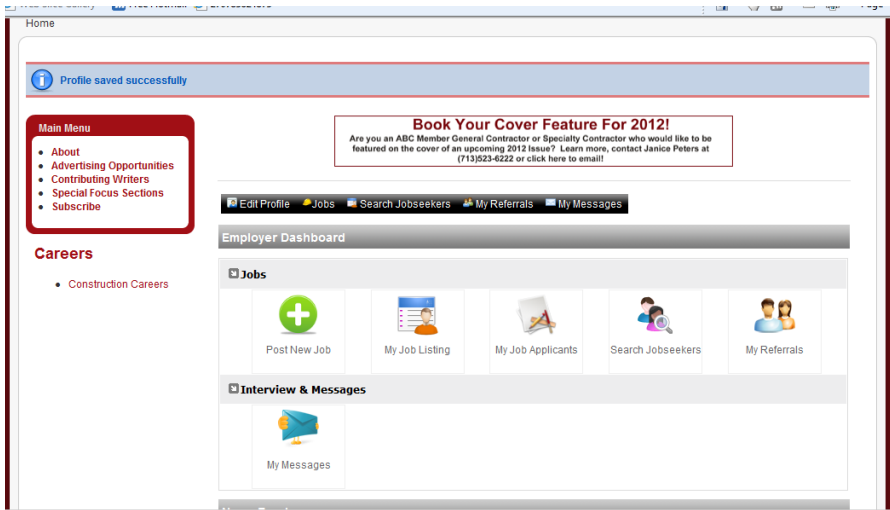 Home
Profile saved successfully
Main Menu
About
Advertising Opportunities
Contributing Writers
Special Focus Sections
Subscribe
Careers
Construction Careers
Book Your Cover Feature For 2012!
Are you an ABC Member General Contractor or Specialty Contractor who would like to be
featured on the cover of an upcoming 2012 Issue? Learn more, contact Janice Peters at
(713)523-6222 or click here to email!
Edit Profile Jobs Search Jobseekers My Referrals My Messages
Employer Dashboard
Jobs
Post New Job My Job Listing My Job Applicants Search Jobseekers My Referrals
Interview & Messages
My Messages